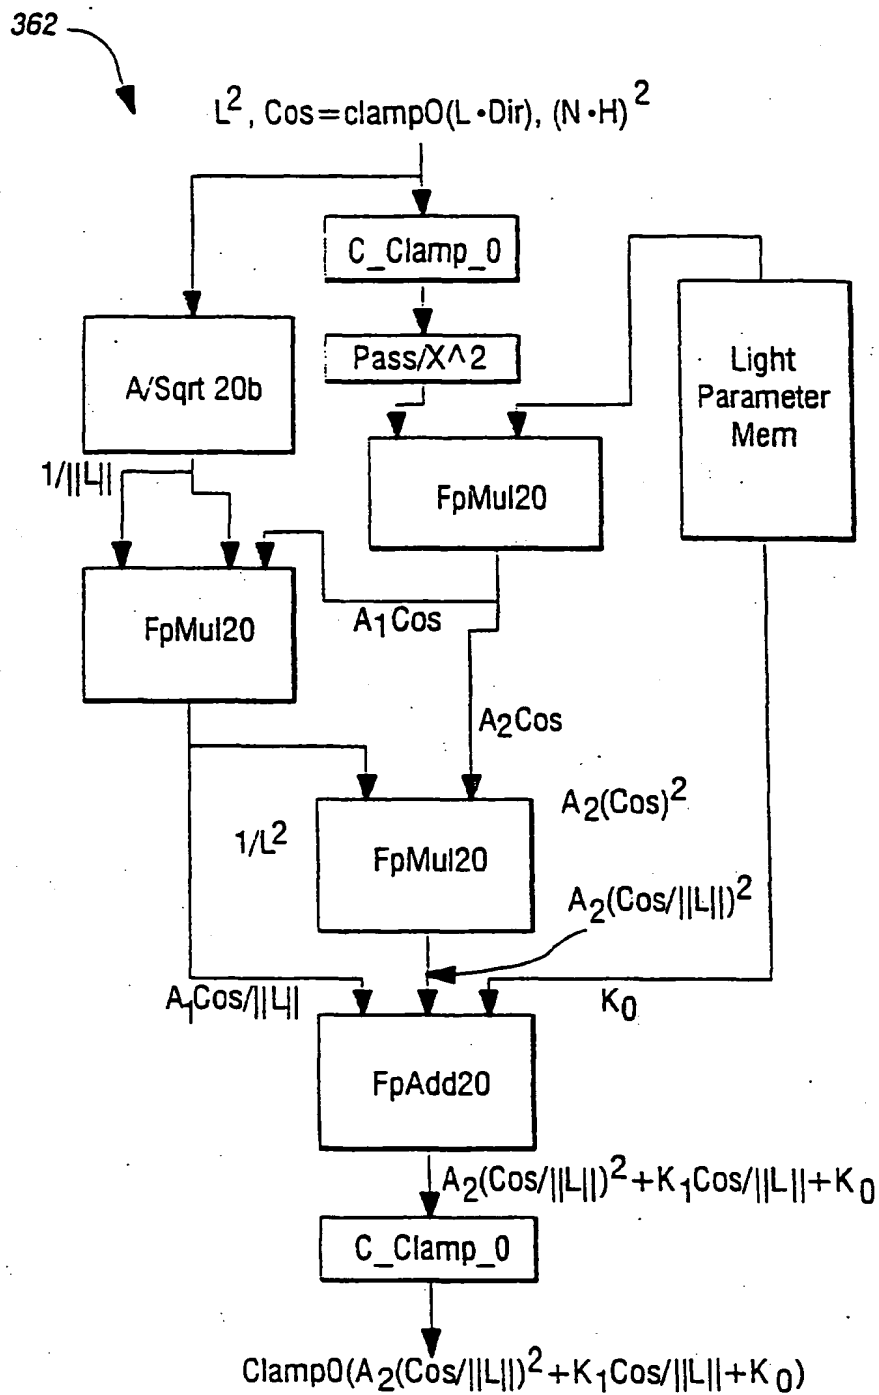 362
L², Cos=clamp0(L •Dir), (N•H)²
C_Clamp_0
Pass/X^2
A/Sqrt 20b
Light
Parameter
Mem
1/||L||
FpMul20
FpMul20
A₁Cos
A₂Cos
A₂(Cos)²
1/L²
FpMul20
A₂(Cos/||L||)²
A₁Cos/||L||
K₀
FpAdd20
A₂(Cos/||L||)²+K₁Cos/||L||+K₀
C_Clamp_0
Clamp0(A₂(Cos/||L||)²+K₁Cos/||L||+K₀)